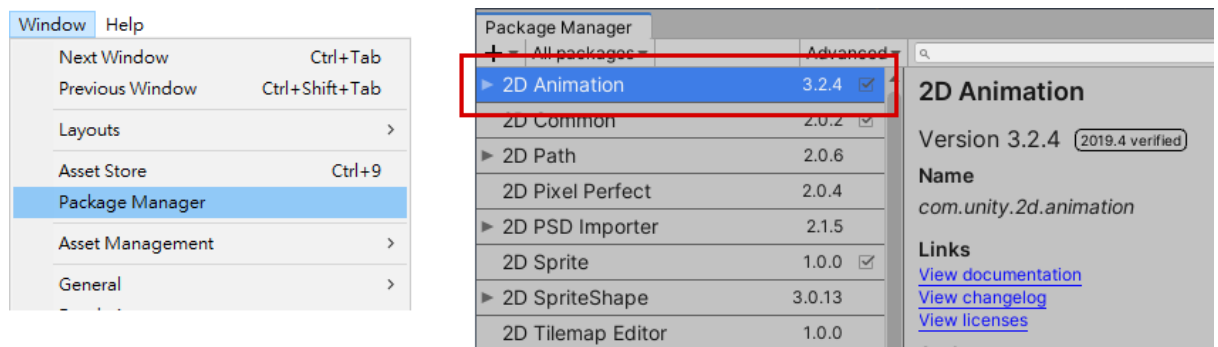 Window Help
Next Window Ctrl+Tab
Previous Window Ctrl+Shift+Tab
Layouts >
Asset Store Ctrl+9
Package Manager
Asset Management >
General >
Package Manager
+ All packages Advanced
2D Animation 3.2.4
2D Common 2.0.2
2D Path 2.0.6
2D Pixel Perfect 2.0.4
2D PSD Importer 2.1.5
2D Sprite 1.0.0
2D SpriteShape 3.0.13
2D Tilemap Editor 1.0.0
2D Animation
Version 3.2.4 2019.4 verified
Name
com.unity.2d.animation
Links
View documentation
View changelog
View licenses